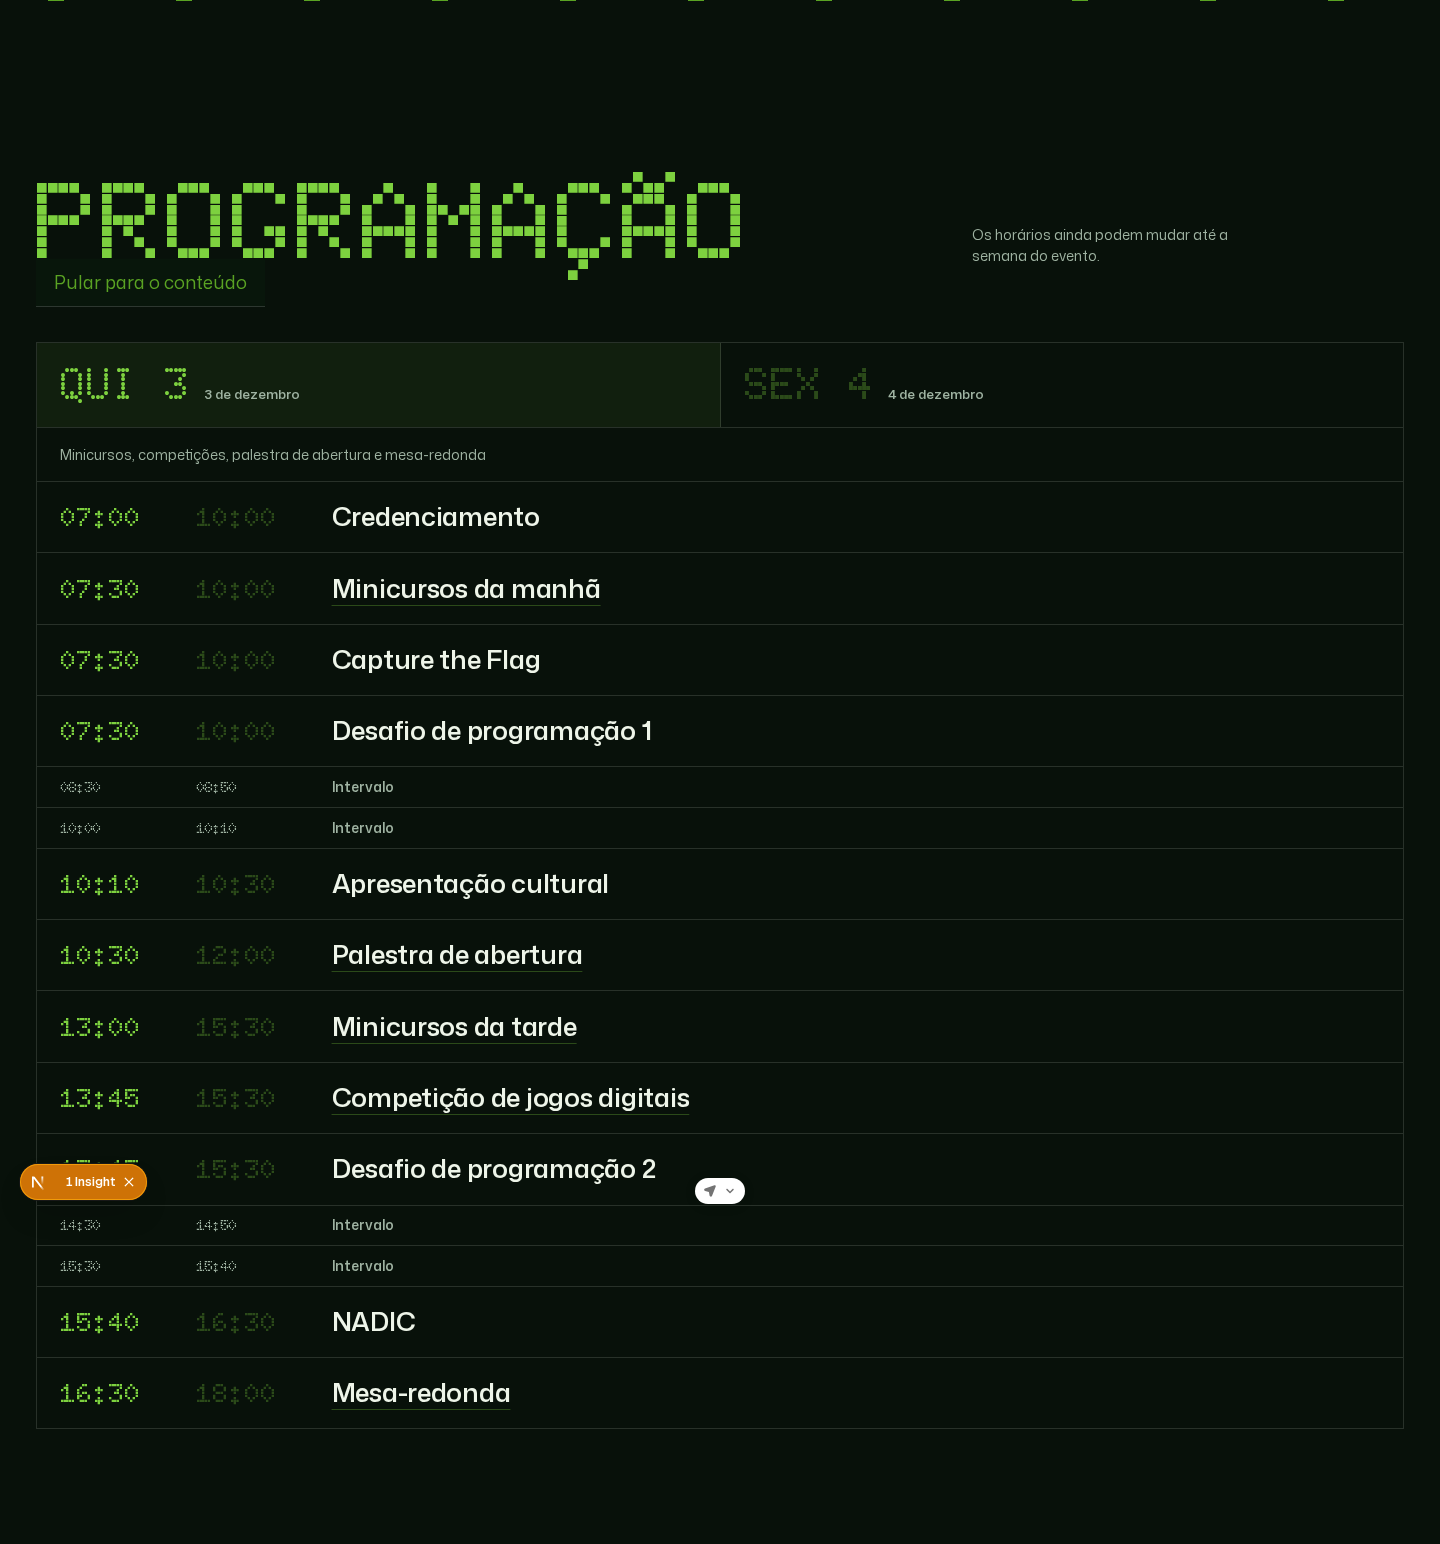 PROGRAMAÇÃO
Os horários ainda podem mudar até a
semana do evento.
Pular para o conteúdo
QUI 3 3 de dezembro
SEX 4 4 de dezembro
Minicursos, competições, palestra de abertura e mesa-redonda
07:00 10:00 Credenciamento
07:30 10:00 Minicursos da manhã
07:30 10:00 Capture the Flag
07:30 10:00 Desafio de programação 1
08:30 08:50 Intervalo
10:00 10:10 Intervalo
10:10 10:30 Apresentação cultural
10:30 12:00 Palestra de abertura
13:00 15:30 Minicursos da tarde
13:45 15:30 Competição de jogos digitais
15:30 Desafio de programação 2
1 Insight
14:30 14:50 Intervalo
15:30 15:40 Intervalo
15:40 16:30 NADIC
16:30 18:00 Mesa-redonda